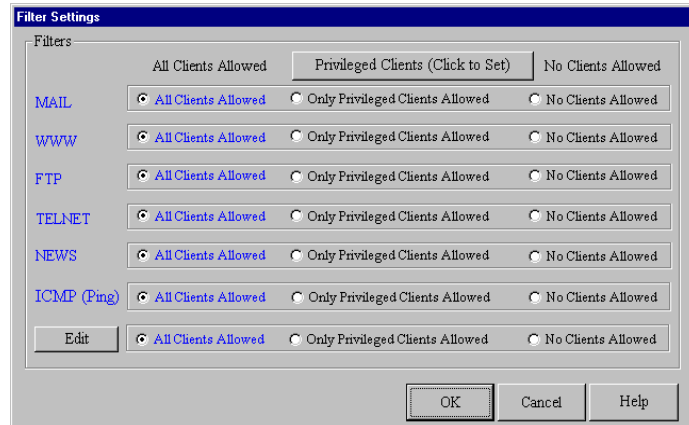 Filter Settings
Filters
All Clients Allowed Privileged Clients (Click to Set) No Clients Allowed
MAIL All Clients Allowed Only Privileged Clients Allowed No Clients Allowed
WWW All Clients Allowed Only Privileged Clients Allowed No Clients Allowed
FTP All Clients Allowed Only Privileged Clients Allowed No Clients Allowed
TELNET All Clients Allowed Only Privileged Clients Allowed No Clients Allowed
NEWS All Clients Allowed Only Privileged Clients Allowed No Clients Allowed
ICMP (Ping) All Clients Allowed Only Privileged Clients Allowed No Clients Allowed
Edit All Clients Allowed Only Privileged Clients Allowed No Clients Allowed
OK Cancel Help